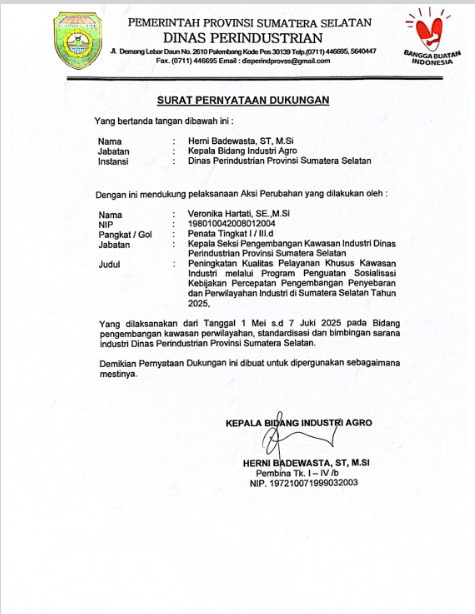 PEMERINTAH PROVINSI SUMATERA SELATAN
DINAS PERINDUSTRIAN
Jl. Demang Lebar Daun No. 2610 Palembang Kode Pos 30139 Telp.(0711) 446695, 5640447
Fax. (0711) 446695 Email : disperindprovss@gmail.com
BANGGA BUATAN
INDONESIA
SURAT PERNYATAAN DUKUNGAN
Yang bertanda tangan dibawah ini :
Nama : Herni Badewasta, ST, M.Si
Jabatan : Kepala Bidang Industri Agro
Instansi : Dinas Perindustrian Provinsi Sumatera Selatan
Dengan ini mendukung pelaksanaan Aksi Perubahan yang dilakukan oleh :
Nama : Veronika Hartati, SE.,M.Si
NIP : 198010042008012004
Pangkat / Gol : Penata Tingkat I / III.d
Jabatan : Kepala Seksi Pengembangan Kawasan Industri Dinas
Perindustrian Provinsi Sumatera Selatan
Judul : Peningkatan Kualitas Pelayanan Khusus Kawasan
Industri melalui Program Penguatan Sosialisasi
Kebijakan Percepatan Pengembangan Penyebaran
dan Perwilayahan Industri di Sumatera Selatan Tahun
2025,
Yang dilaksanakan dari Tanggal 1 Mei s.d 7 Juki 2025 pada Bidang
pengembangan kawasan perwilayahan, standardisasi dan bimbingan sarana
industri Dinas Perindustrian Provinsi Sumatera Selatan.
Demikian Pernyataan Dukungan ini dibuat untuk dipergunakan sebagaimana
mestinya.
KEPALA BIDANG INDUSTRI AGRO
HERNI BADEWASTA, ST, M.SI
Pembina Tk. I – IV /b
NIP. 197210071999032003